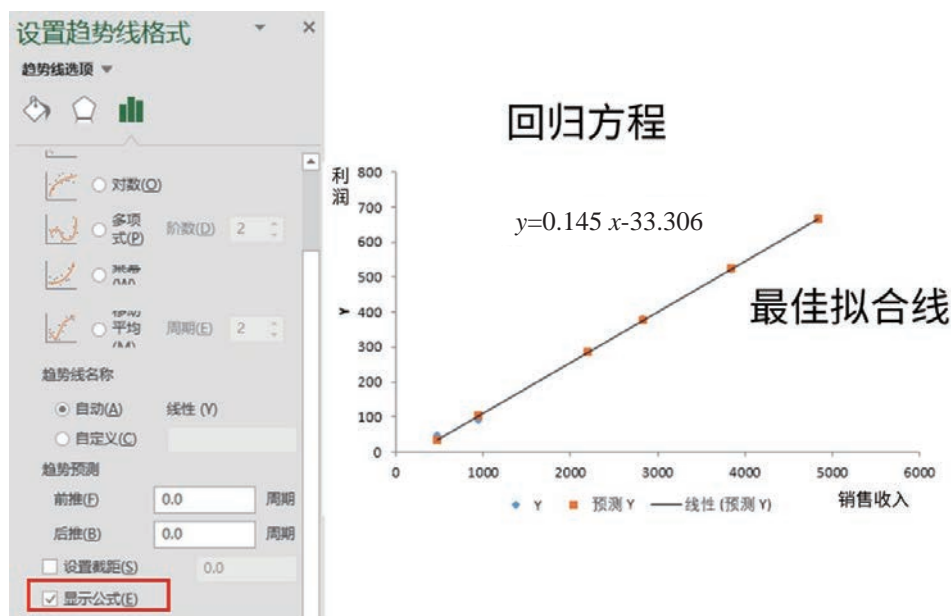 设置趋势线格式
趋势线选项
对数(O)
多项式(P) 阶数(D) 2
平均 周期(E) 2
趋势线名称
自动(A) 线性 (Y)
自定义(C)
趋势预测
前推(F) 0.0 周期
后推(B) 0.0 周期
设置截距(S) 0.0
显示公式(E)
回归方程
利润
800
700
600
500
400
300
200
100
0
Y
y=0.145 x-33.306
最佳拟合线
0 1000 2000 3000 4000 5000 6000
Y 预测 Y 线性 (预测 Y)
销售收入